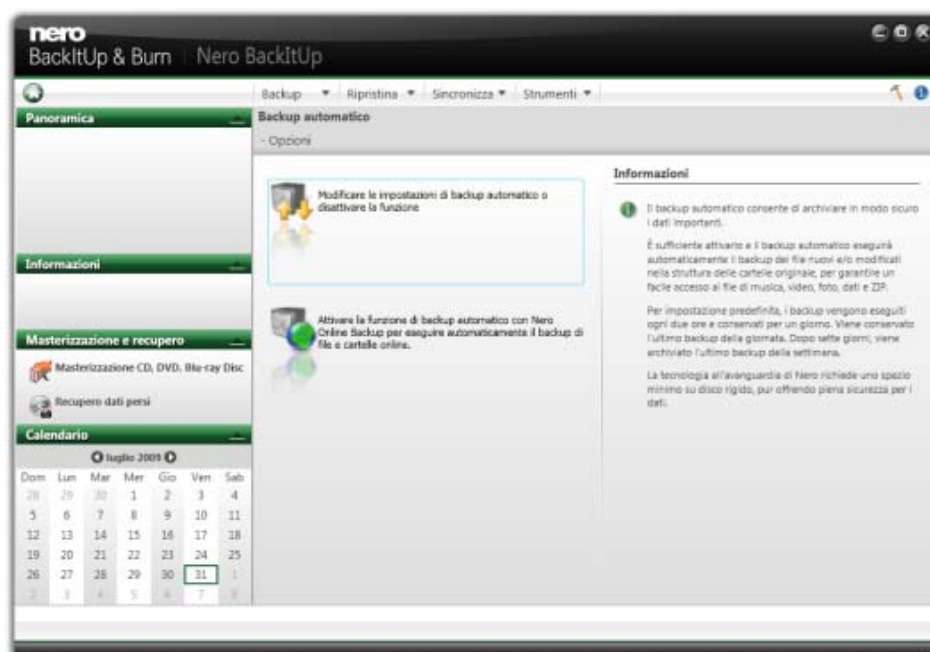 nero
BackItUp & Burn | Nero BackItUp
Backup Ripristina Sincronizza Strumenti
Panoramica
Informazioni
Masterizzazione e recupero
Masterizzazione CD, DVD, Blu-ray Disc
Recupero dati persi
Calendario
luglio 2009
Dom Lun Mar Mer Gio Ven Sab
28 29 30 1 2 3 4
5 6 7 8 9 10 11
12 13 14 15 16 17 18
19 20 21 22 23 24 25
26 27 28 29 30 31 1
2 3 4 5 6 7 8
Backup automatico
- Opzioni
Modificare le impostazioni di backup automatico o
disattivare la funzione
Attivare la funzione di backup automatico con Nero
Online Backup per eseguire automaticamente il backup di
file e cartelle online.
Informazioni
Il backup automatico consente di archiviare in modo sicuro
i dati importanti.
È sufficiente attivarlo e il backup automatico eseguirà
automaticamente il backup dei file nuovi e/o modificati
nella struttura delle cartelle originale, per garantire un
facile accesso ai file di musica, video, foto, dati e ZIP.
Per impostazione predefinita, i backup vengono eseguiti
ogni due ore e conservati per un giorno. Viene conservato
l'ultimo backup della giornata. Dopo sette giorni, viene
archiviato l'ultimo backup della settimana.
La tecnologia all'avanguardia di Nero richiede uno spazio
minimo su disco rigido, pur offrendo piena sicurezza per i
dati.